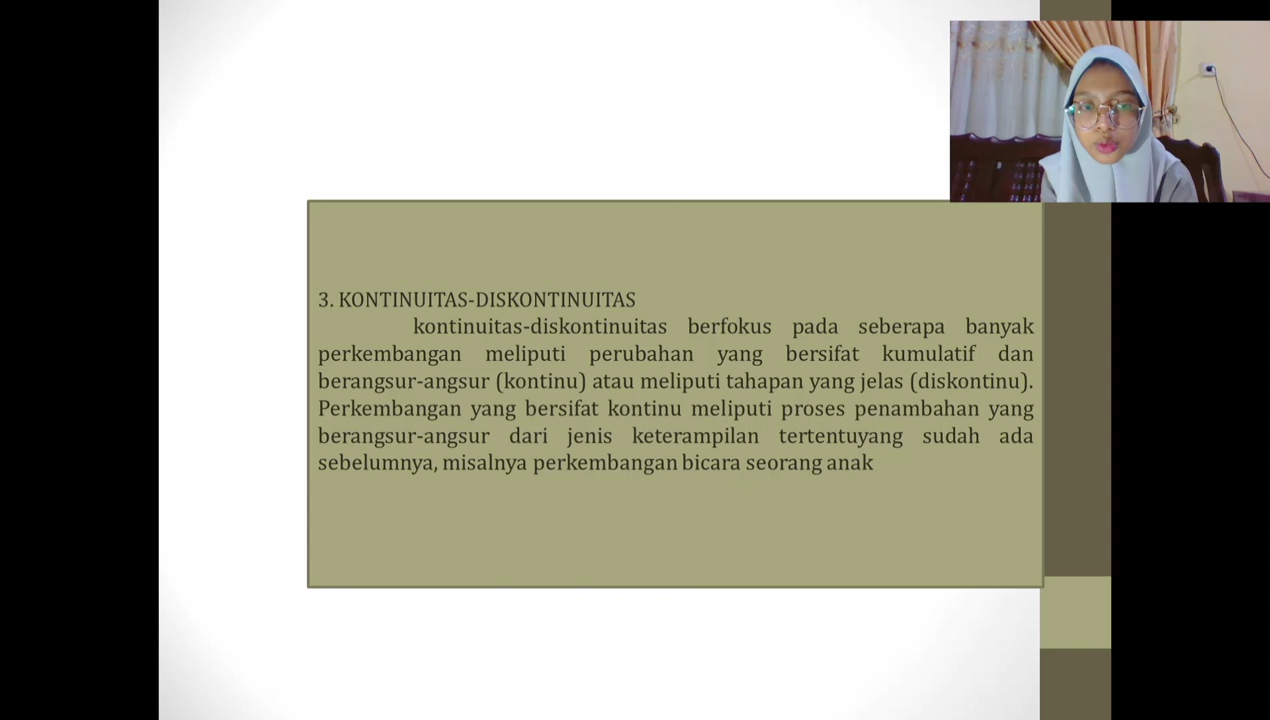 3. KONTINUITAS-DISKONTINUITAS
kontinuitas-diskontinuitas berfokus pada seberapa banyak
perkembangan meliputi perubahan yang bersifat kumulatif dan
berangsur-angsur (kontinu) atau meliputi tahapan yang jelas (diskontinu).
Perkembangan yang bersifat kontinu meliputi proses penambahan yang
berangsur-angsur dari jenis keterampilan tertentuyang sudah ada
sebelumnya, misalnya perkembangan bicara seorang anak